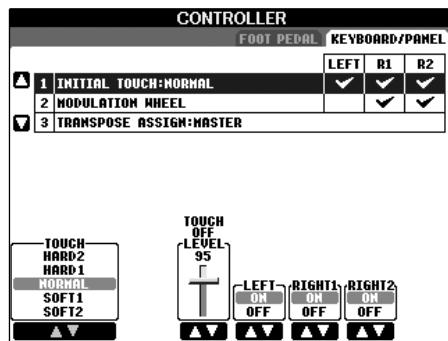 CONTROLLER
FOOT PEDAL KEYBOARD/PANEL
LEFT R1 R2
1 INITIAL TOUCH:NORMAL
2 MODULATION WHEEL
3 TRANSPOSE ASSIGN:MASTER
TOUCH
HARD2
HARD1
NORMAL
SOFT1
SOFT2
TOUCH
OFF
LEVEL
95
LEFT RIGHT1 RIGHT2
ON ON ON
OFF OFF OFF